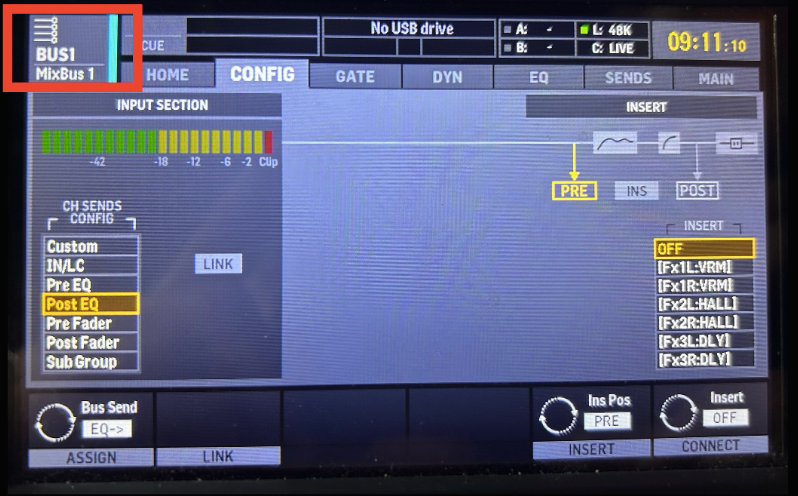 BUS1
MixBus 1
CUE
No USB drive
A: -
B: -
L: 48K
C: LIVE
09:11:10
HOME
CONFIG
GATE
DYN
EQ
SENDS
MAIN
INPUT SECTION
INSERT
-42 -18 -12 -6 -2 Clip
PRE
INS
POST
CH SENDS
CONFIG
Custom
IN/LC
Pre EQ
Post EQ
Pre Fader
Post Fader
Sub Group
LINK
INSERT
OFF
[Fx1L:VRM]
[Fx1R:VRM]
[Fx2L:HALL]
[Fx2R:HALL]
[Fx3L:DLY]
[Fx3R:DLY]
Bus Send
EQ->
ASSIGN
LINK
Ins Pos
PRE
INSERT
Insert
OFF
CONNECT